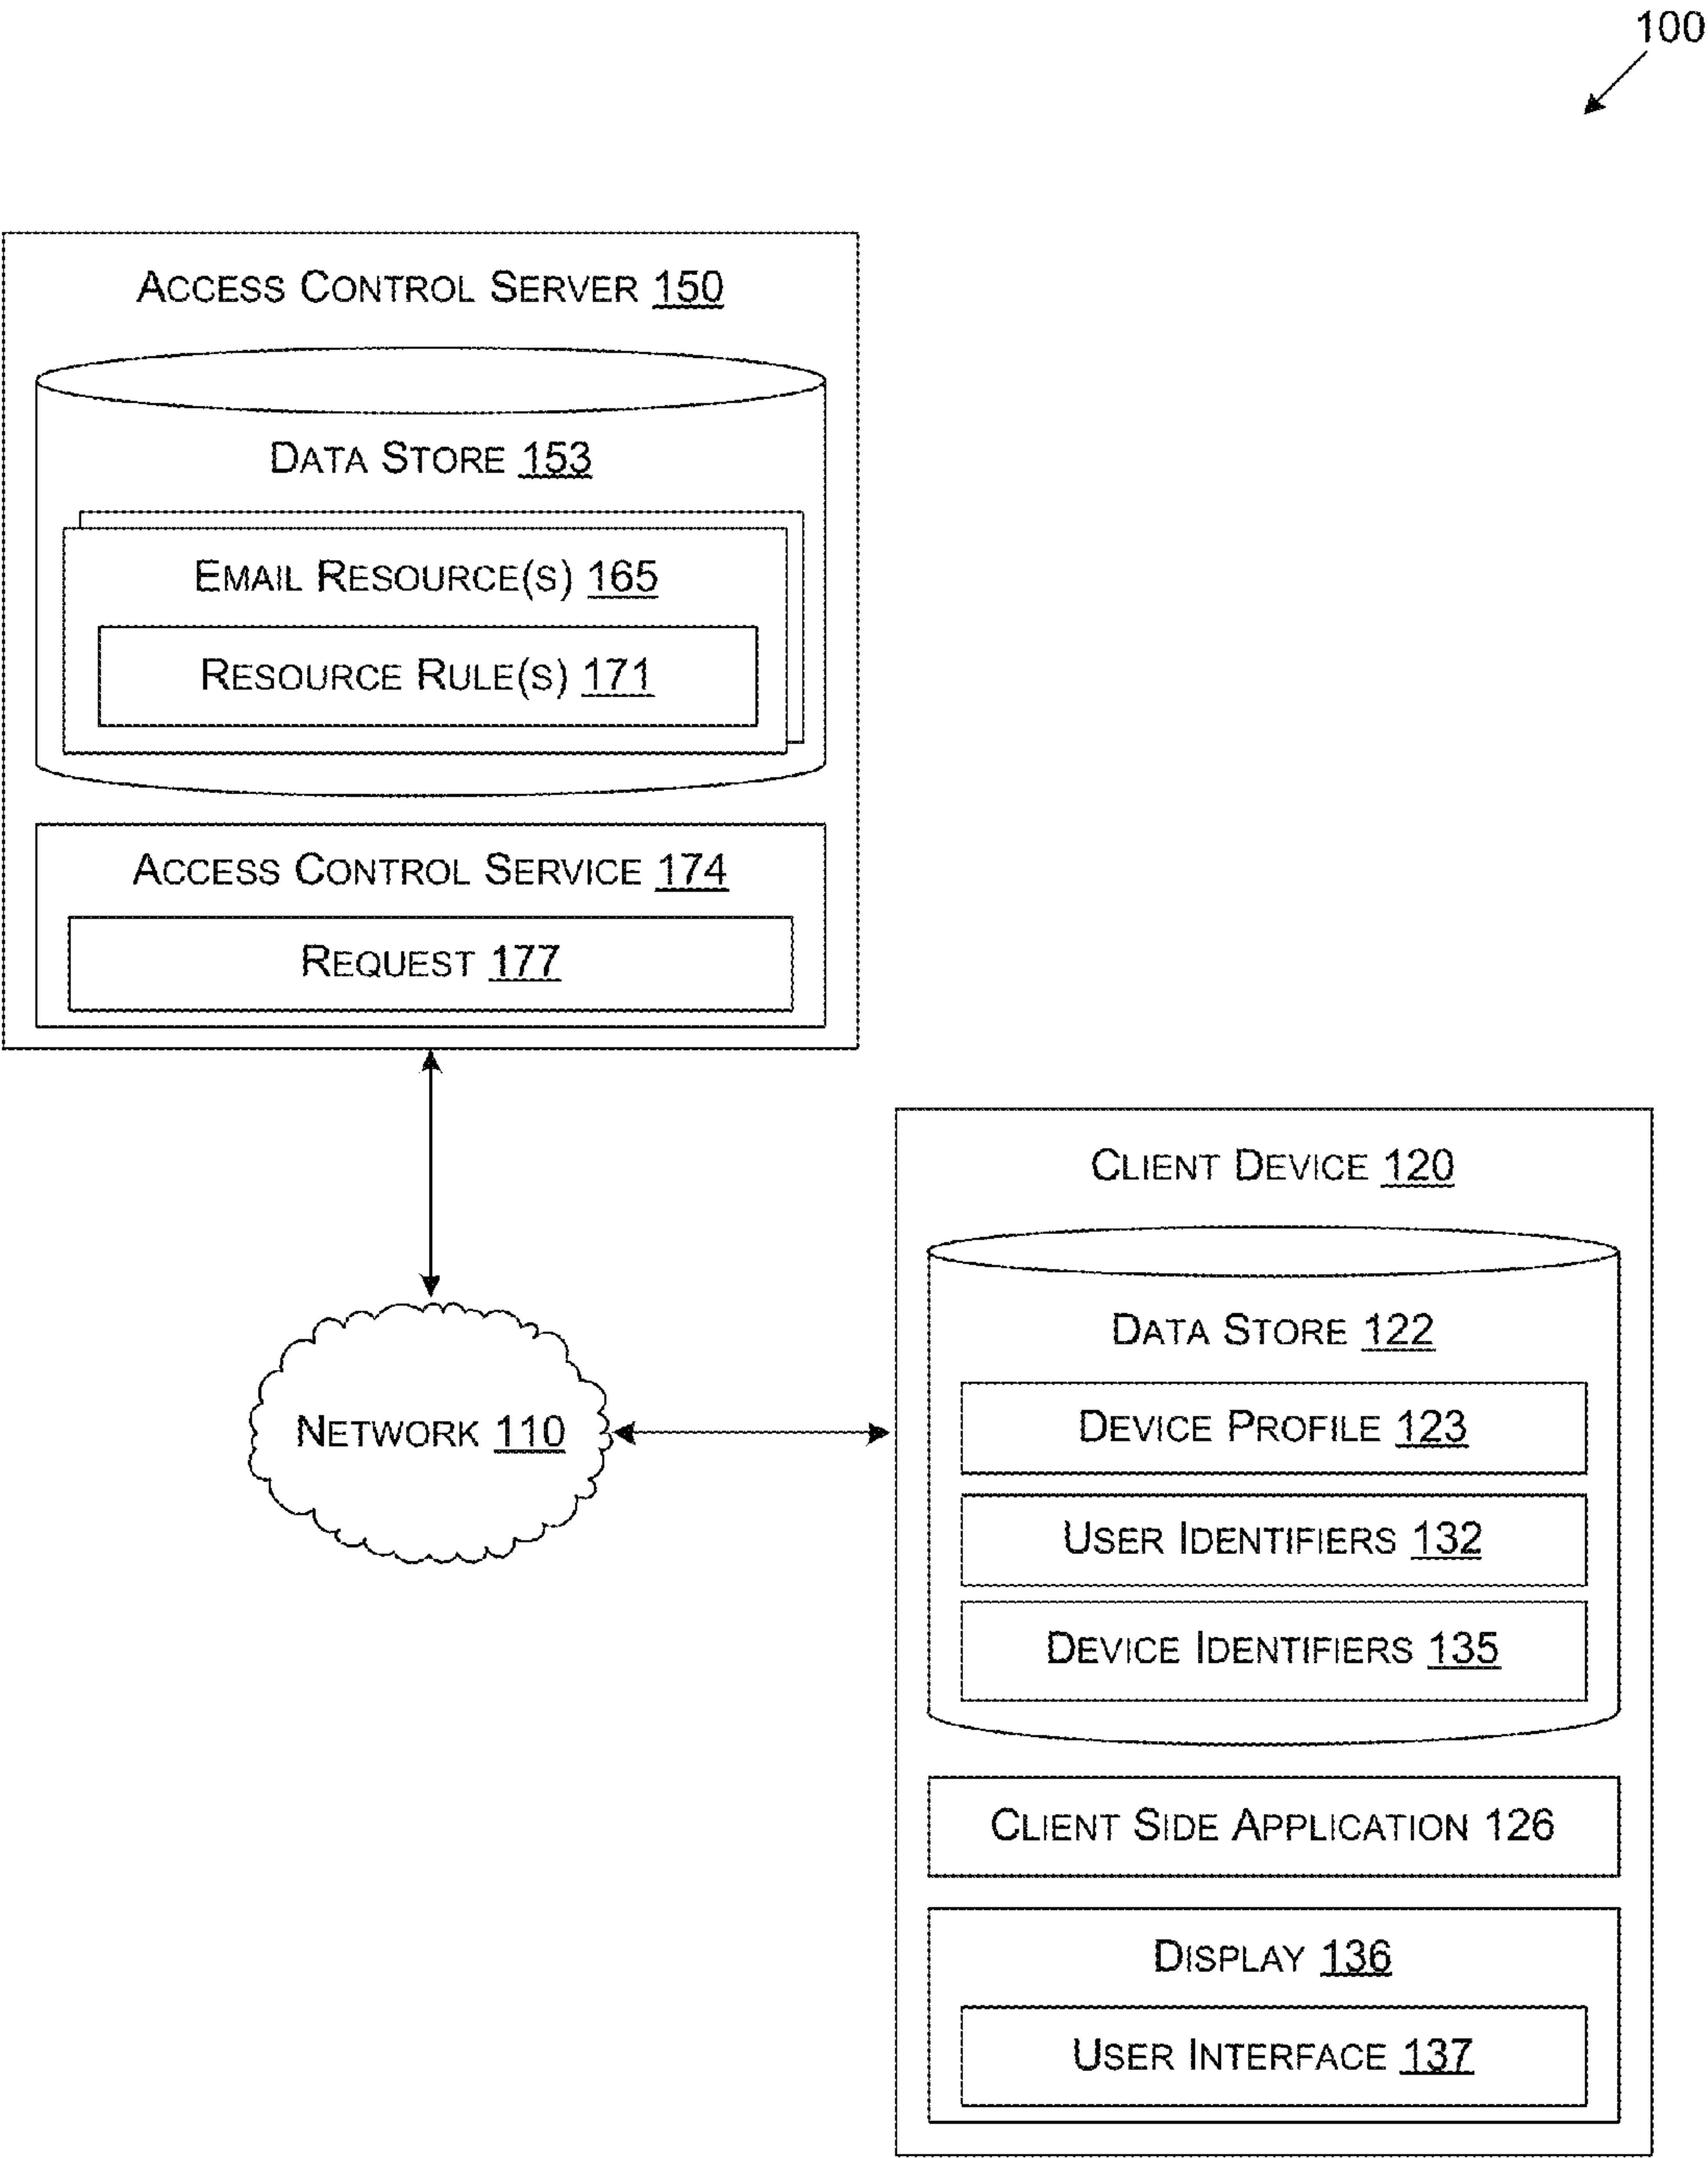 100
ACCESS CONTROL SERVER 150
DATA STORE 153
EMAIL RESOURCE(S) 165
RESOURCE RULE(S) 171
ACCESS CONTROL SERVICE 174
REQUEST 177
NETWORK 110
CLIENT DEVICE 120
DATA STORE 122
DEVICE PROFILE 123
USER IDENTIFIERS 132
DEVICE IDENTIFIERS 135
CLIENT SIDE APPLICATION 126
DISPLAY 136
USER INTERFACE 137